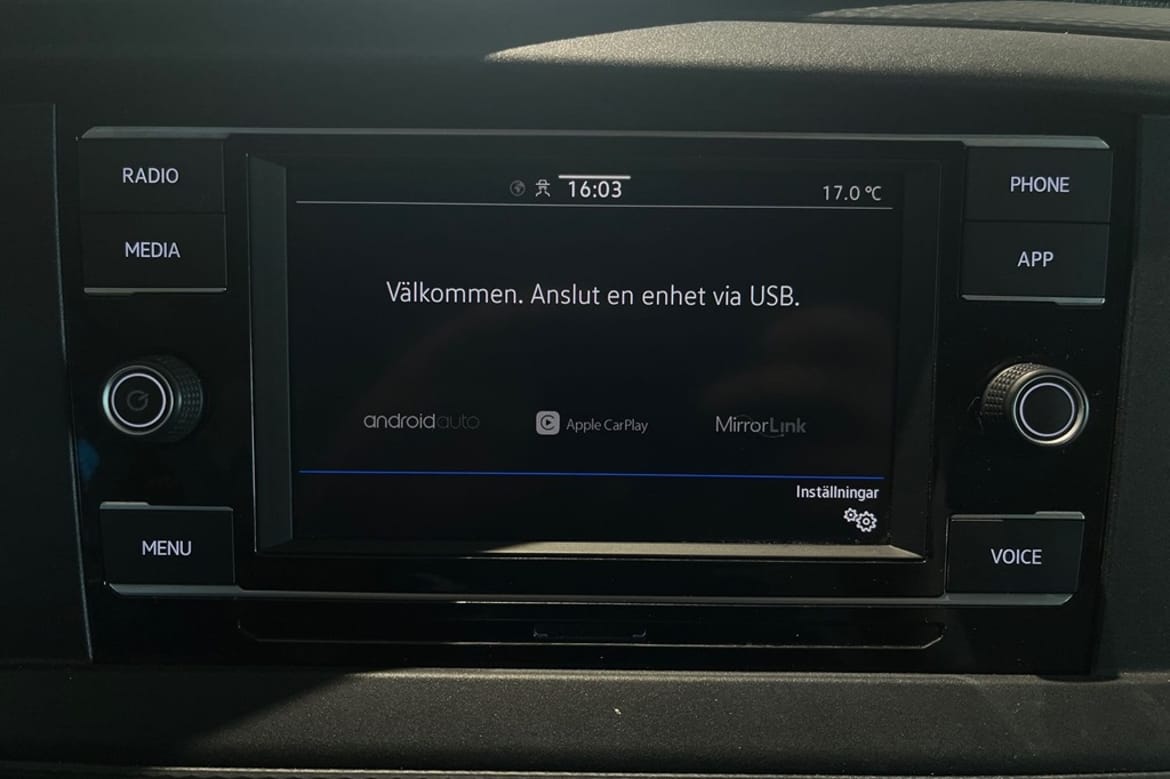 RADIO
MEDIA
MENU
16:03
17.0 °C
Välkommen. Anslut en enhet via USB.
androidauto
Apple CarPlay
MirrorLink
Inställningar
PHONE
APP
VOICE